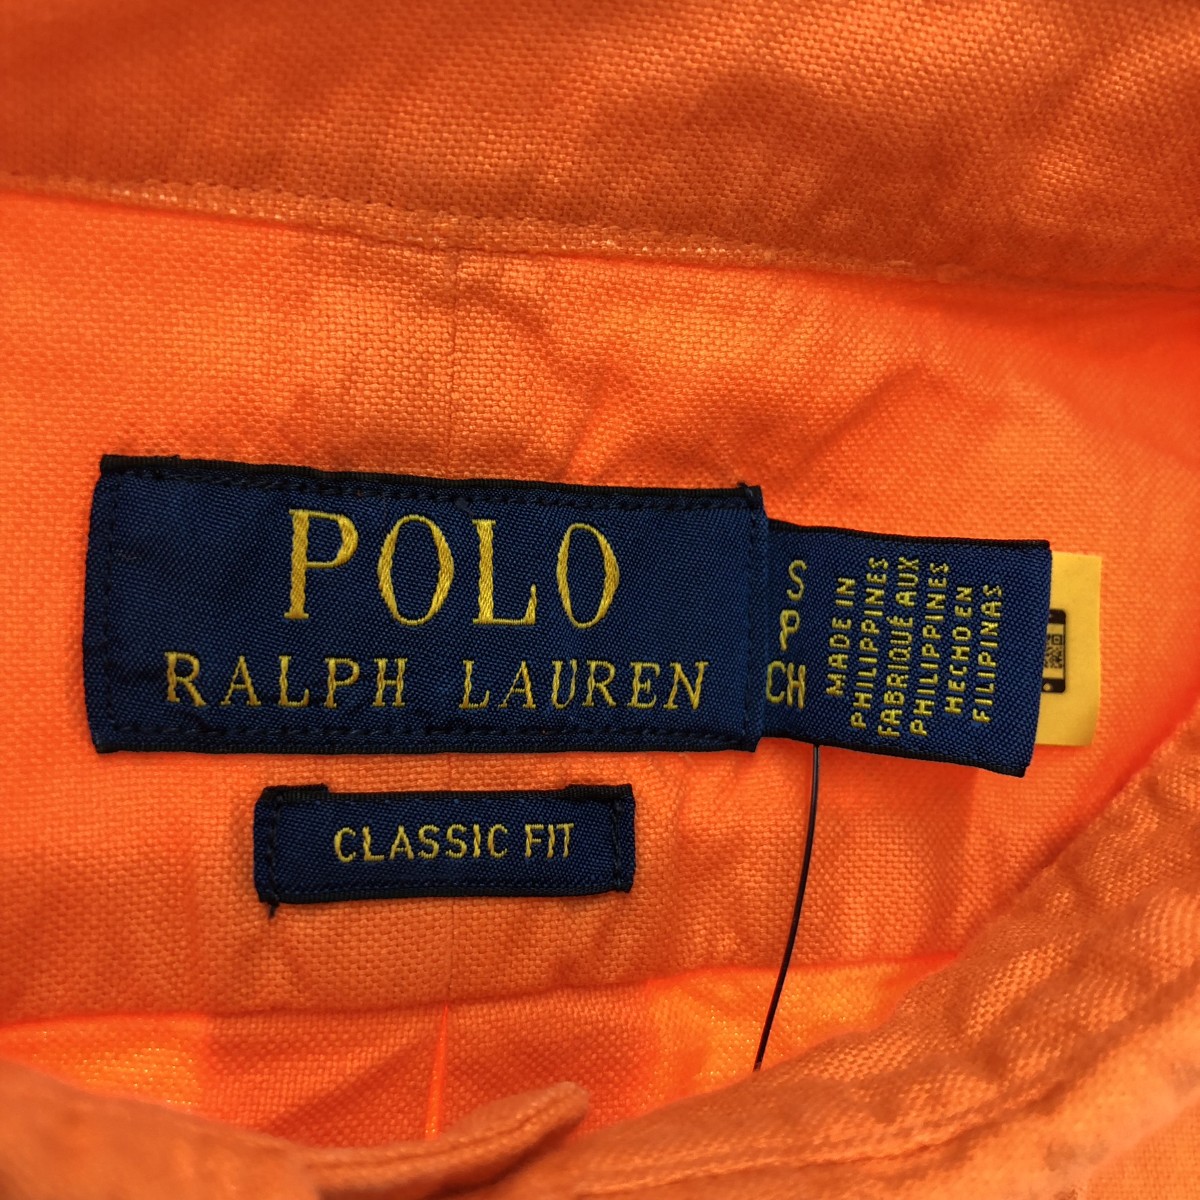 POLO
RALPH LAUREN
CLASSIC FIT
S
P
CH
MADE IN
PHILIPPINES
FABRIQUÉ AUX
PHILIPPINES
HECHO EN
FILIPINAS